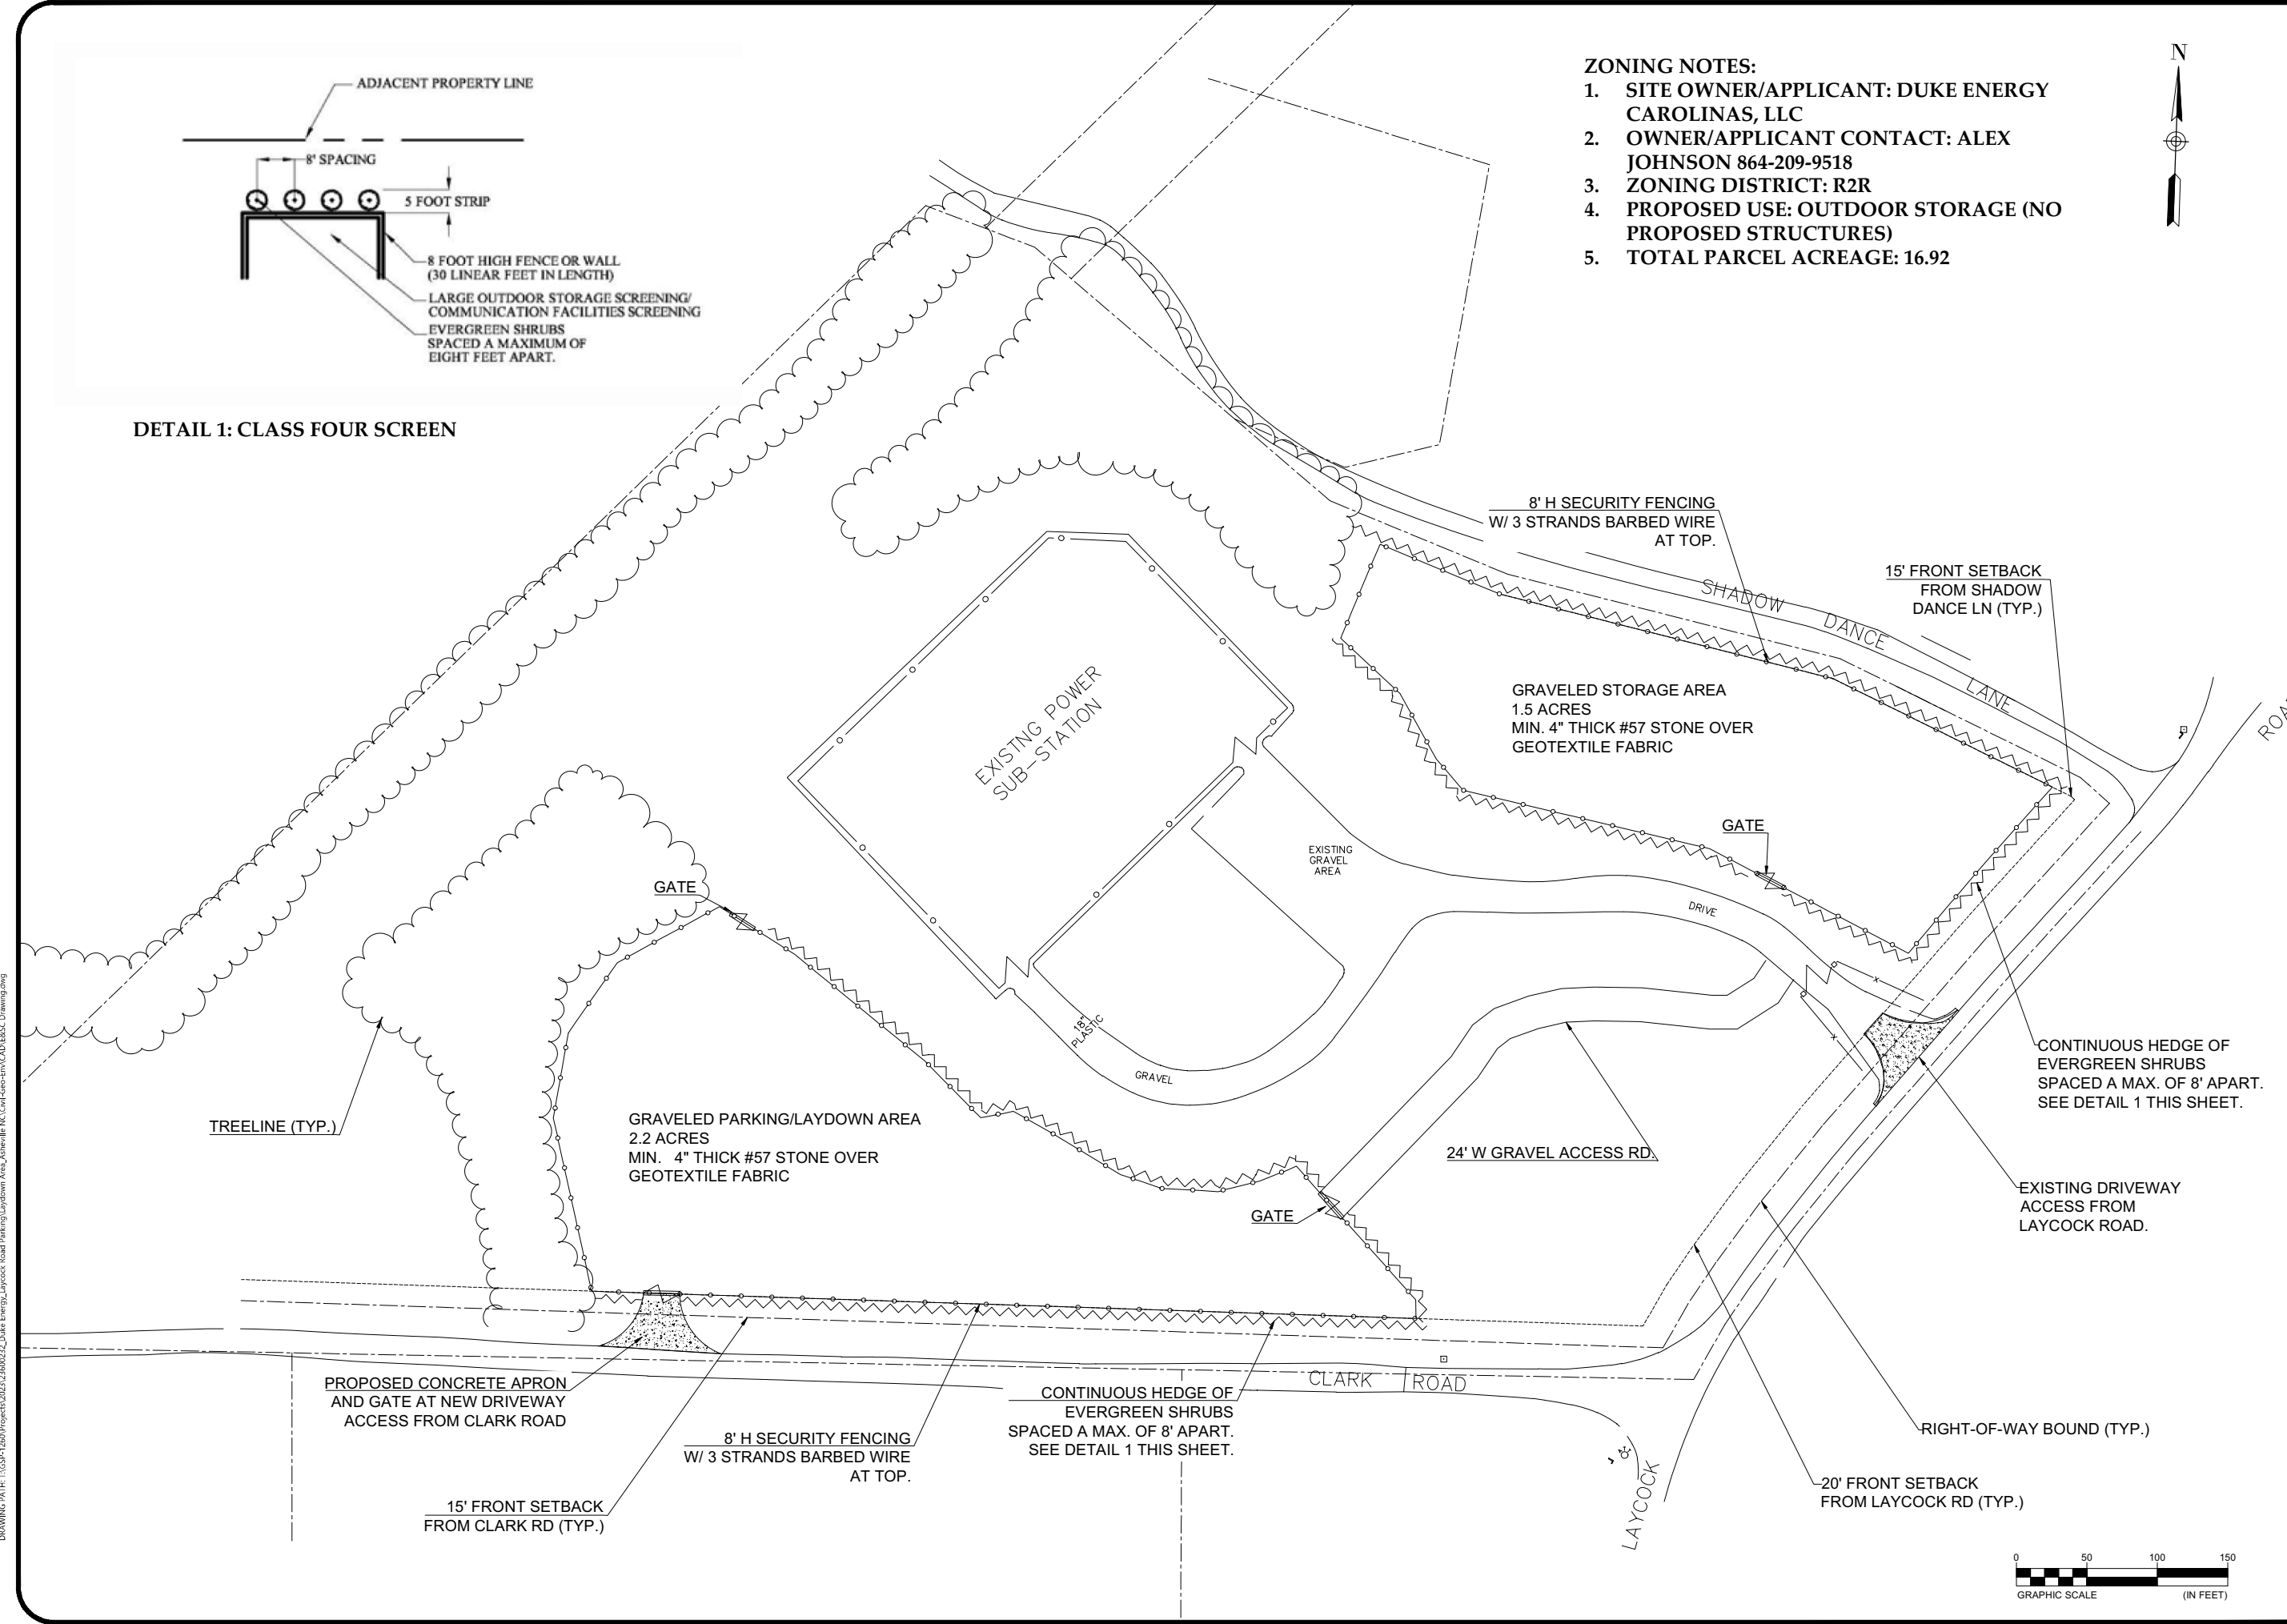 ADJACENT PROPERTY LINE
8' SPACING
5 FOOT STRIP
8 FOOT HIGH FENCE OR WALL
(30 LINEAR FEET IN LENGTH)
LARGE OUTDOOR STORAGE SCREENING/
COMMUNICATION FACILITIES SCREENING
EVERGREEN SHRUBS
SPACED A MAXIMUM OF
EIGHT FEET APART.
DETAIL 1: CLASS FOUR SCREEN
ZONING NOTES:
1. SITE OWNER/APPLICANT: DUKE ENERGY
CAROLINAS, LLC
2. OWNER/APPLICANT CONTACT: ALEX
JOHNSON 864-209-9518
3. ZONING DISTRICT: R2R
4. PROPOSED USE: OUTDOOR STORAGE (NO
PROPOSED STRUCTURES)
5. TOTAL PARCEL ACREAGE: 16.92
N
8' H SECURITY FENCING
W/ 3 STRANDS BARBED WIRE
AT TOP.
15' FRONT SETBACK
FROM SHADOW
DANCE LN (TYP.)
SHADOW DANCE LANE
EXISTNG POWER
SUB-STATION
GRAVELED STORAGE AREA
1.5 ACRES
MIN. 4" THICK #57 STONE OVER
GEOTEXTILE FABRIC
GATE
EXISTING
GRAVEL
AREA
GATE
DRIVE
18"
PLASTIC
GRAVEL
CONTINUOUS HEDGE OF
EVERGREEN SHRUBS
SPACED A MAX. OF 8' APART.
SEE DETAIL 1 THIS SHEET.
TREELINE (TYP.)
GRAVELED PARKING/LAYDOWN AREA
2.2 ACRES
MIN. 4" THICK #57 STONE OVER
GEOTEXTILE FABRIC
24' W GRAVEL ACCESS RD.
GATE
EXISTING DRIVEWAY
ACCESS FROM
LAYCOCK ROAD.
PROPOSED CONCRETE APRON
AND GATE AT NEW DRIVEWAY
ACCESS FROM CLARK ROAD
CLARK ROAD
CONTINUOUS HEDGE OF
EVERGREEN SHRUBS
SPACED A MAX. OF 8' APART.
SEE DETAIL 1 THIS SHEET.
8' H SECURITY FENCING
W/ 3 STRANDS BARBED WIRE
AT TOP.
15' FRONT SETBACK
FROM CLARK RD (TYP.)
RIGHT-OF-WAY BOUND (TYP.)
20' FRONT SETBACK
FROM LAYCOCK RD (TYP.)
LAYCOCK
0 50 100 150
GRAPHIC SCALE (IN FEET)